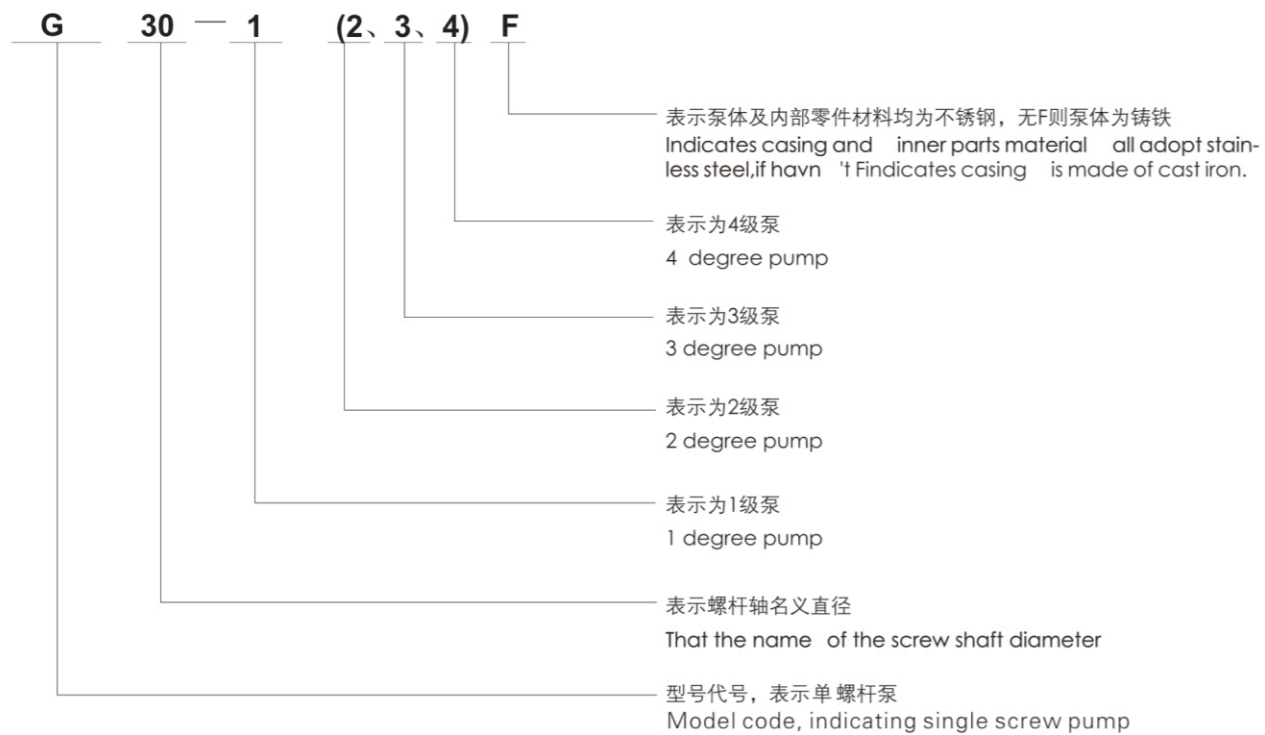 G 30 — 1 (2、3、4) F
表示泵体及内部零件材料均为不锈钢，无F则泵体为铸铁
Indicates casing and inner parts material all adopt stain-
less steel,if havn 't Findicates casing is made of cast iron.
表示为4级泵
4 degree pump
表示为3级泵
3 degree pump
表示为2级泵
2 degree pump
表示为1级泵
1 degree pump
表示螺杆轴名义直径
That the name of the screw shaft diameter
型号代号，表示单螺杆泵
Model code, indicating single screw pump